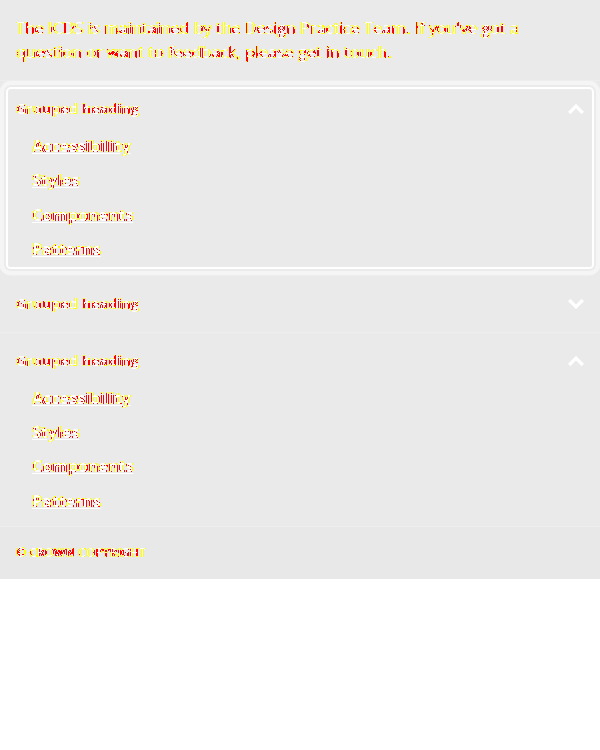 The CDPS is maintained by the Design Practice Team. If you've got a
question or want to feedback, please get in touch.
Grouped heading
Accessibility
Styles
Components
Patterns
Grouped heading
Grouped heading
Accessibility
Styles
Components
Patterns
© CROWN COPYRIGHT